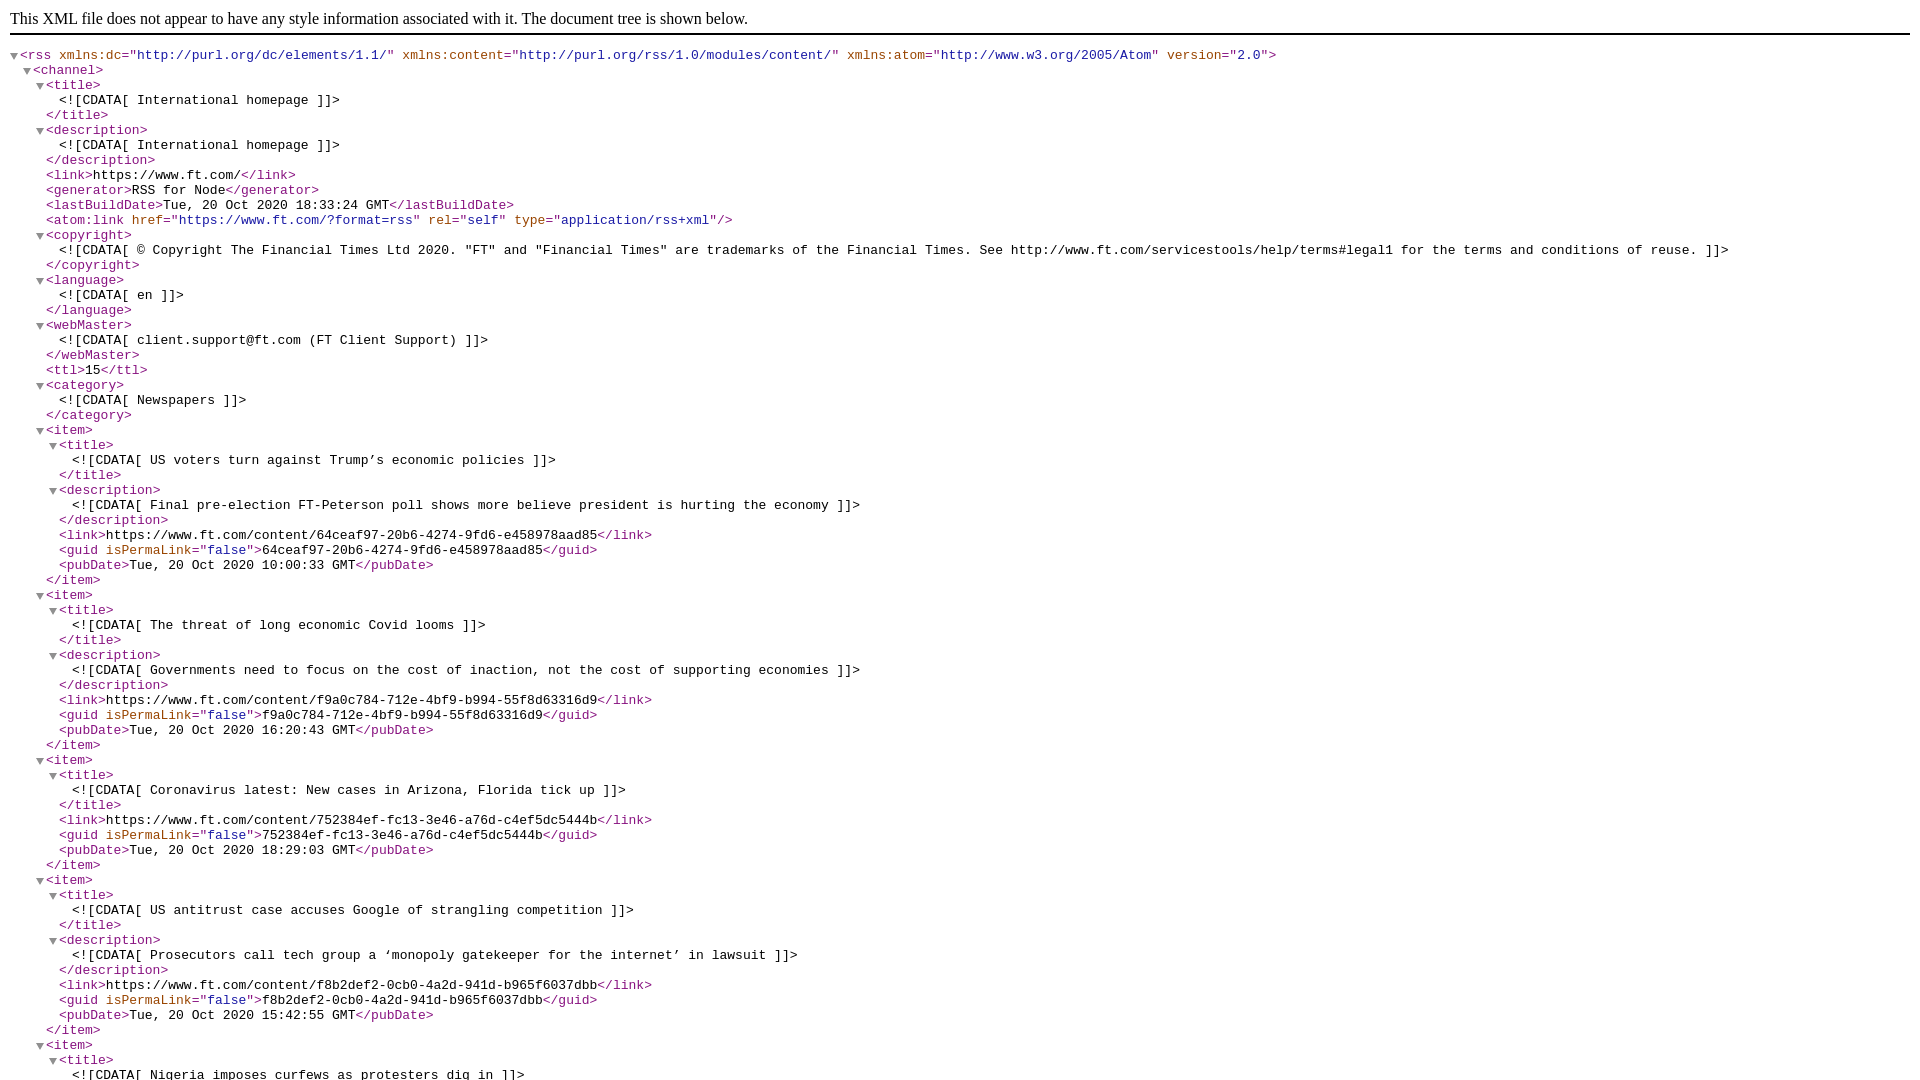 This XML file does not appear to have any style information associated with it. The document tree is shown below.
<rss xmlns:dc="http://purl.org/dc/elements/1.1/" xmlns:content="http://purl.org/rss/1.0/modules/content/" xmlns:atom="http://www.w3.org/2005/Atom" version="2.0">
<channel>
<title>
<![CDATA[ International homepage ]]>
</title>
<description>
<![CDATA[ International homepage ]]>
</description>
<link>https://www.ft.com/</link>
<generator>RSS for Node</generator>
<lastBuildDate>Tue, 20 Oct 2020 18:33:24 GMT</lastBuildDate>
<atom:link href="https://www.ft.com/?format=rss" rel="self" type="application/rss+xml"/>
<copyright>
<![CDATA[ © Copyright The Financial Times Ltd 2020. "FT" and "Financial Times" are trademarks of the Financial Times. See http://www.ft.com/servicestools/help/terms#legal1 for the terms and conditions of reuse. ]]>
</copyright>
<language>
<![CDATA[ en ]]>
</language>
<webMaster>
<![CDATA[ client.support@ft.com (FT Client Support) ]]>
</webMaster>
<ttl>15</ttl>
<category>
<![CDATA[ Newspapers ]]>
</category>
<item>
<title>
<![CDATA[ US voters turn against Trump’s economic policies ]]>
</title>
<description>
<![CDATA[ Final pre-election FT-Peterson poll shows more believe president is hurting the economy ]]>
</description>
<link>https://www.ft.com/content/64ceaf97-20b6-4274-9fd6-e458978aad85</link>
<guid isPermaLink="false">64ceaf97-20b6-4274-9fd6-e458978aad85</guid>
<pubDate>Tue, 20 Oct 2020 10:00:33 GMT</pubDate>
</item>
<item>
<title>
<![CDATA[ The threat of long economic Covid looms ]]>
</title>
<description>
<![CDATA[ Governments need to focus on the cost of inaction, not the cost of supporting economies ]]>
</description>
<link>https://www.ft.com/content/f9a0c784-712e-4bf9-b994-55f8d63316d9</link>
<guid isPermaLink="false">f9a0c784-712e-4bf9-b994-55f8d63316d9</guid>
<pubDate>Tue, 20 Oct 2020 16:20:43 GMT</pubDate>
</item>
<item>
<title>
<![CDATA[ Coronavirus latest: New cases in Arizona, Florida tick up ]]>
</title>
<link>https://www.ft.com/content/752384ef-fc13-3e46-a76d-c4ef5dc5444b</link>
<guid isPermaLink="false">752384ef-fc13-3e46-a76d-c4ef5dc5444b</guid>
<pubDate>Tue, 20 Oct 2020 18:29:03 GMT</pubDate>
</item>
<item>
<title>
<![CDATA[ US antitrust case accuses Google of strangling competition ]]>
</title>
<description>
<![CDATA[ Prosecutors call tech group a ‘monopoly gatekeeper for the internet’ in lawsuit ]]>
</description>
<link>https://www.ft.com/content/f8b2def2-0cb0-4a2d-941d-b965f6037dbb</link>
<guid isPermaLink="false">f8b2def2-0cb0-4a2d-941d-b965f6037dbb</guid>
<pubDate>Tue, 20 Oct 2020 15:42:55 GMT</pubDate>
</item>
<item>
<title>
<![CDATA[ Nigeria imposes curfews as protesters dig in ]]>